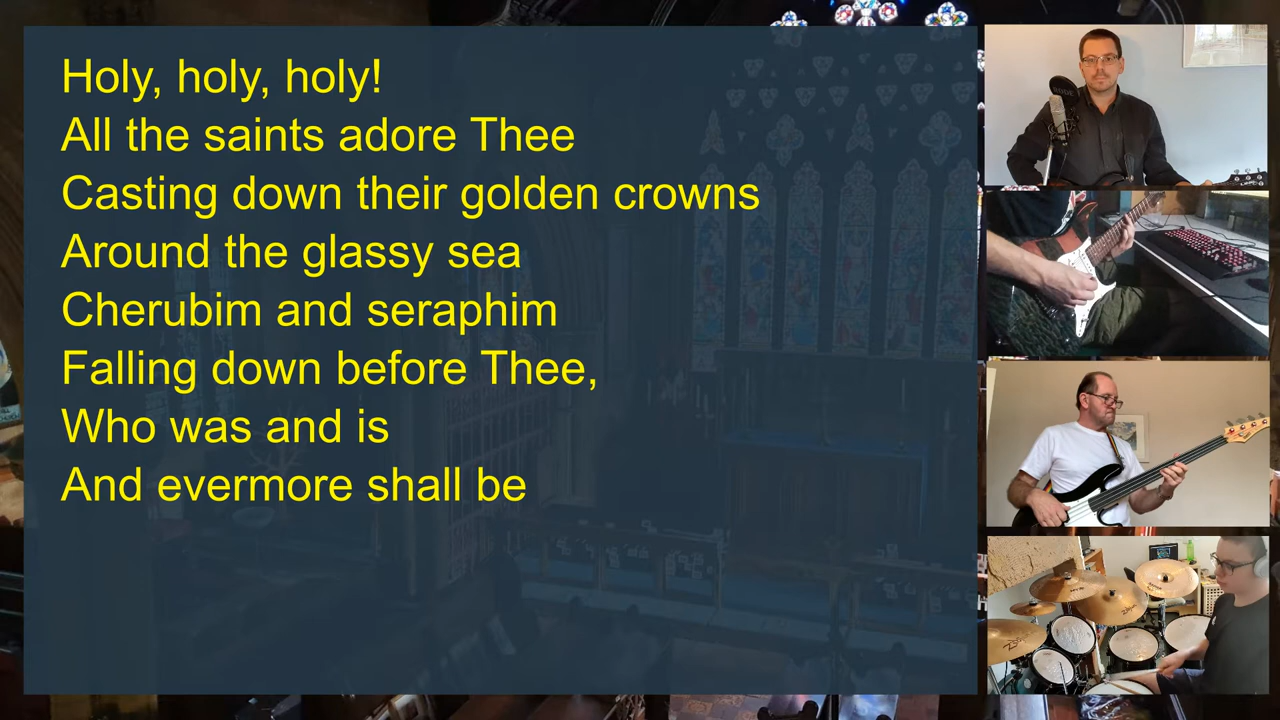 Holy, holy, holy!
All the saints adore Thee
Casting down their golden crowns
Around the glassy sea
Cherubim and seraphim
Falling down before Thee,
Who was and is
And evermore shall be
RODE